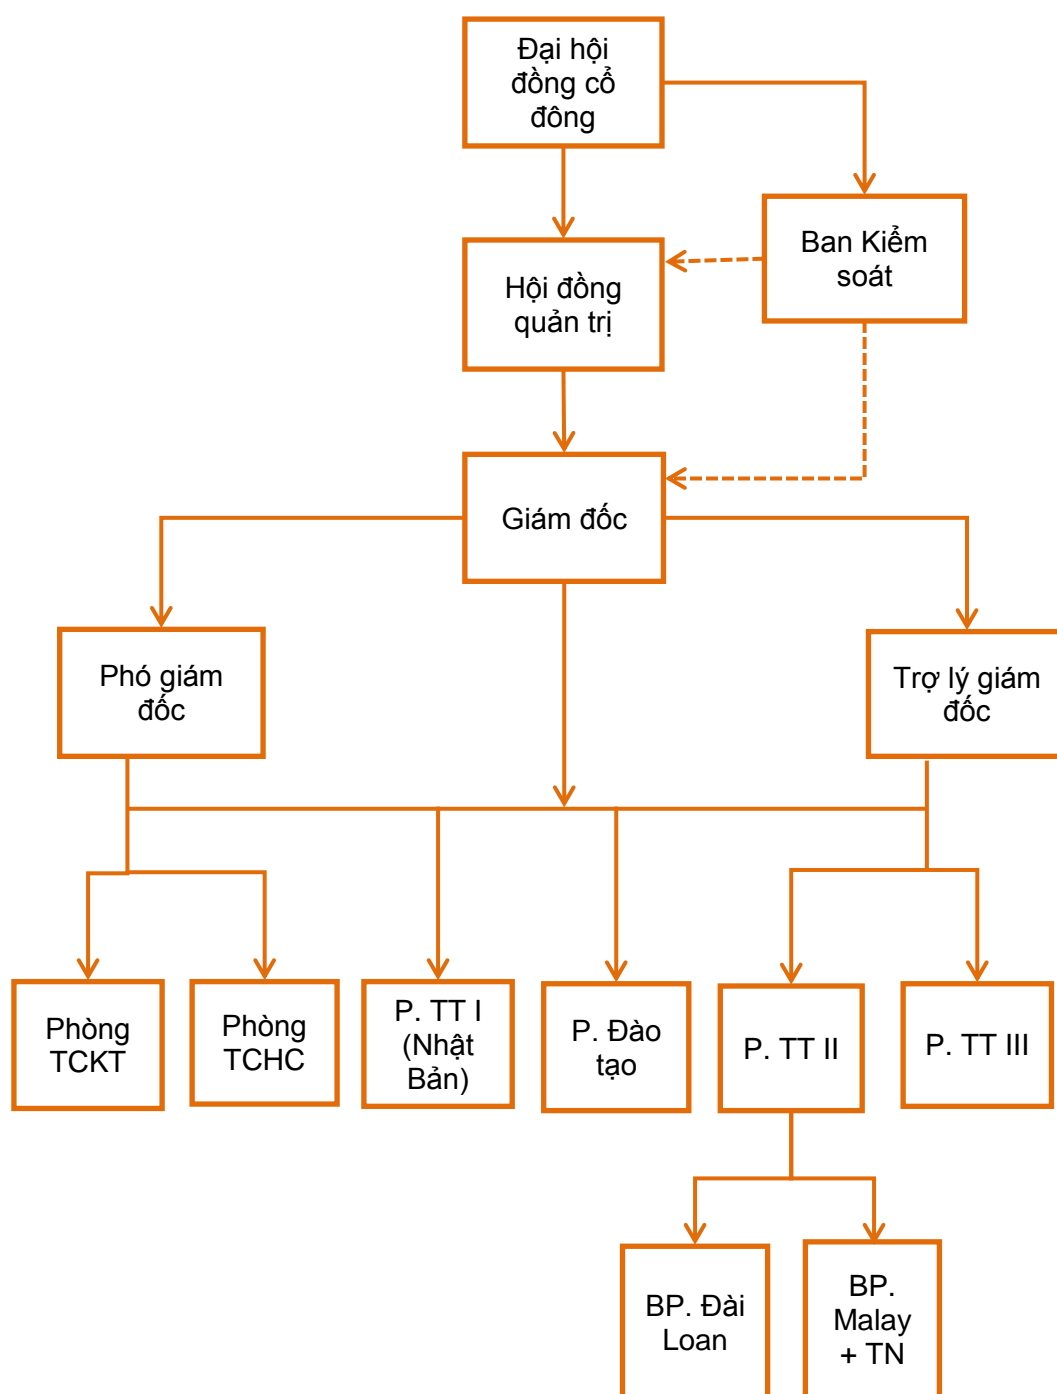 Đại hội
đồng cổ
đông
Ban Kiểm
soát
Hội đồng
quản trị
Giám đốc
Phó giám
đốc
Trợ lý giám
đốc
Phòng
TCKT
Phòng
TCHC
P. TT I
(Nhật
Bản)
P. Đào
tạo
P. TT II
P. TT III
BP. Đài
Loan
BP.
Malay
+ TN